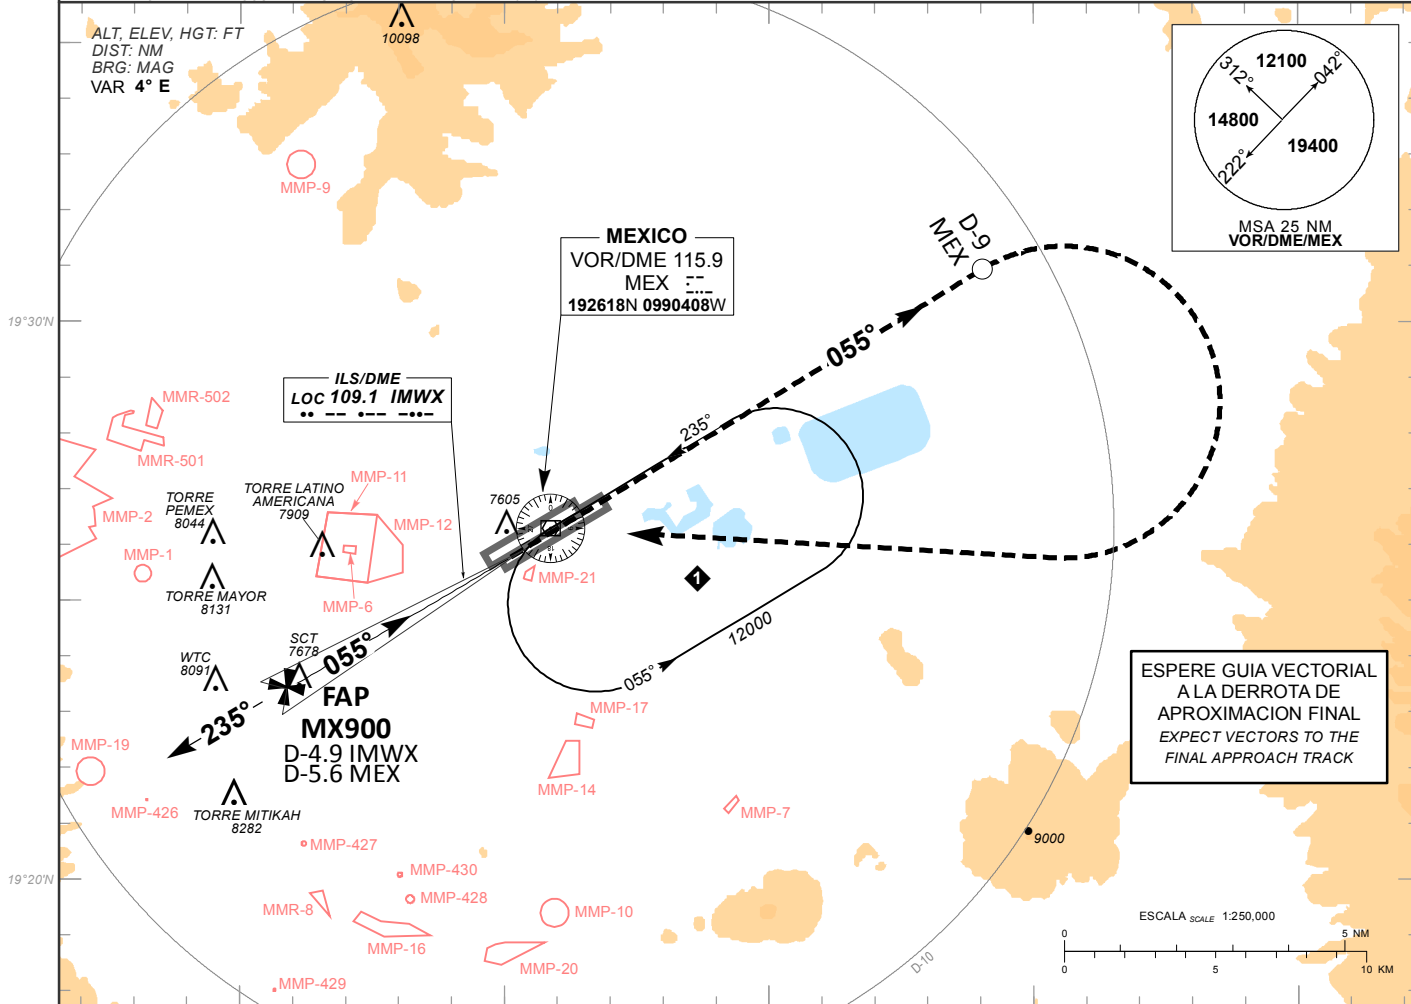 ALT, ELEV, HGT: FT
DIST: NM
BRG: MAG
VAR 4° E
10098
MMP-9
12100
312°
042°
14800
19400
222°
MSA 25 NM
VOR/DME/MEX
D-9
MEX
MEXICO
VOR/DME 115.9
MEX
192618N 0990408W
19°30'N
055°
ILS/DME
LOC 109.1 IMWX
235°
MMR-502
MMR-501
MMP-2
MMP-1
TORRE
PEMEX
8044
TORRE LATINO
AMERICANA
7909
MMP-11
MMP-12
MMP-6
7605
MMP-21
1
TORRE MAYOR
8131
SCT
7678
055°
WTC
8091
235°
FAP
MX900
D-4.9 IMWX
D-5.6 MEX
055°
12000
MMP-19
MMP-426
TORRE MITIKAH
8282
MMP-17
MMP-14
MMP-7
ESPERE GUIA VECTORIAL
A LA DERROTA DE
APROXIMACION FINAL
EXPECT VECTORS TO THE
FINAL APPROACH TRACK
9000
19°20'N
MMP-427
MMP-430
MMP-428
MMR-8
MMP-16
MMP-10
MMP-20
MMP-429
D-10
ESCALA SCALE 1:250,000
0 5 NM
0 5 10 KM